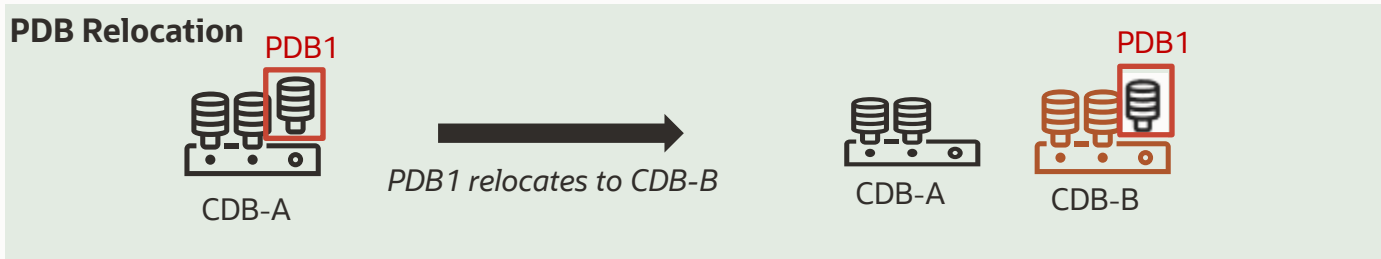 PDB Relocation
PDB1
PDB1
PDB1 relocates to CDB-B
CDB-A
CDB-A
CDB-B